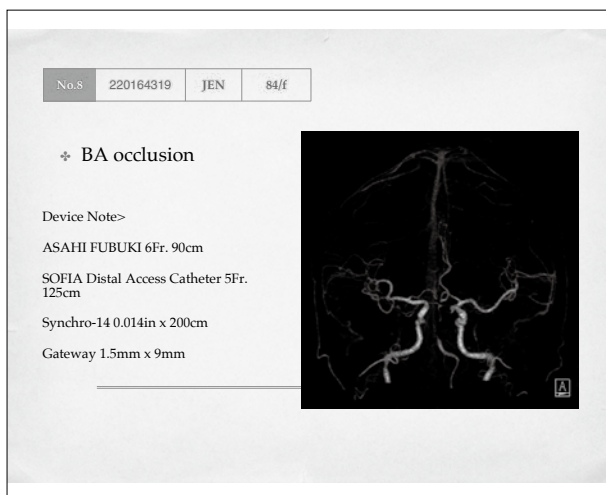 No.8 220164319 JEN 84/f
BA occlusion
Device Note>
ASAHI FUBUKI 6Fr. 90cm
SOFIA Distal Access Catheter 5Fr.
125cm
Synchro-14 0.014in x 200cm
Gateway 1.5mm x 9mm
A